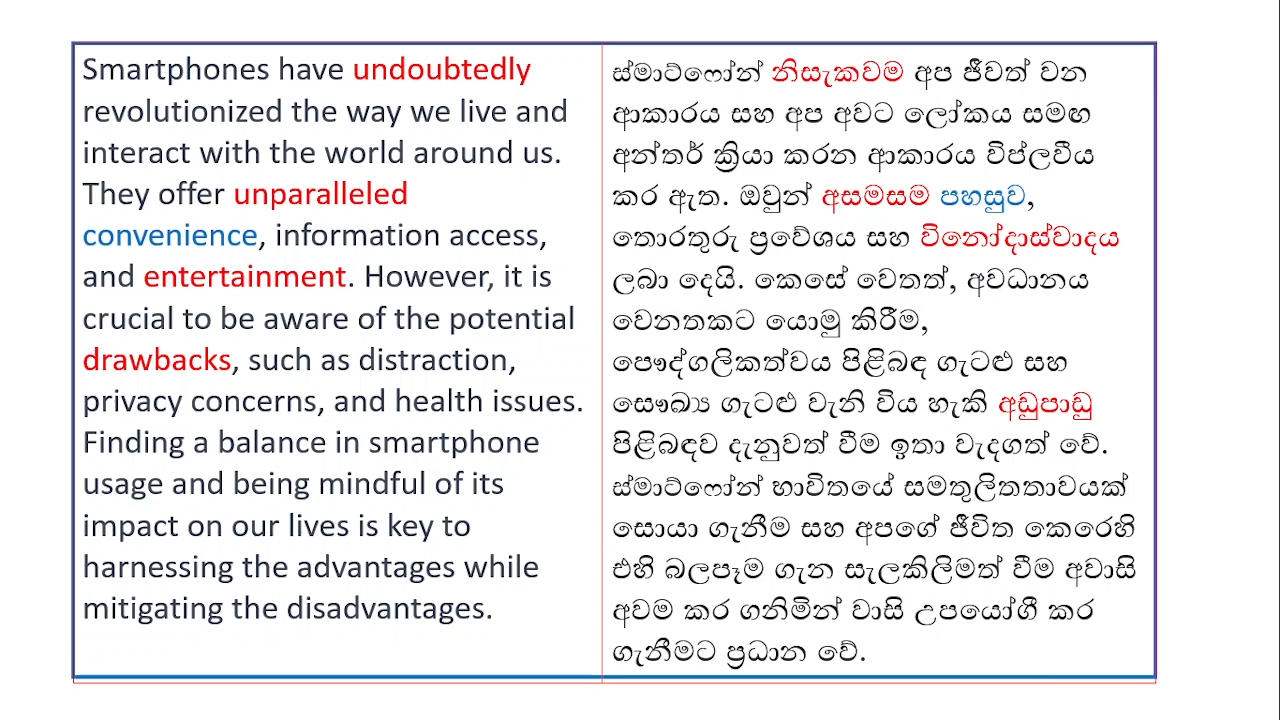 Smartphones have undoubtedly
revolutionized the way we live and
interact with the world around us.
They offer unparalleled
convenience, information access,
and entertainment. However, it is
crucial to be aware of the potential
drawbacks, such as distraction,
privacy concerns, and health issues.
Finding a balance in smartphone
usage and being mindful of its
impact on our lives is key to
harnessing the advantages while
mitigating the disadvantages.
ස්මාට්ෆෝන් නිසැකවම අප ජීවත් වන
ආකාරය සහ අප අවට ලෝකය සමඟ
අන්තර් ක්‍රියා කරන ආකාරය විප්ලවීය
කර ඇත. ඔවුන් අසමසම පහසුව,
තොරතුරු ප්‍රවේශය සහ විනෝදාස්වාදය
ලබා දෙයි. කෙසේ වෙතත්, අවධානය
වෙනතකට යොමු කිරීම,
පෞද්ගලිකත්වය පිළිබඳ ගැටළු සහ
සෞඛ්‍ය ගැටළු වැනි විය හැකි අඩුපාඩු
පිළිබඳව දැනුවත් වීම ඉතා වැදගත් වේ.
ස්මාට්ෆෝන් භාවිතයේ සමතුලිතතාවයක්
සොයා ගැනීම සහ අපගේ ජීවිත කෙරෙහි
එහි බලපෑම ගැන සැලකිලිමත් වීම අවාසි
අවම කර ගනිමින් වාසි උපයෝගී කර
ගැනීමට ප්‍රධාන වේ.